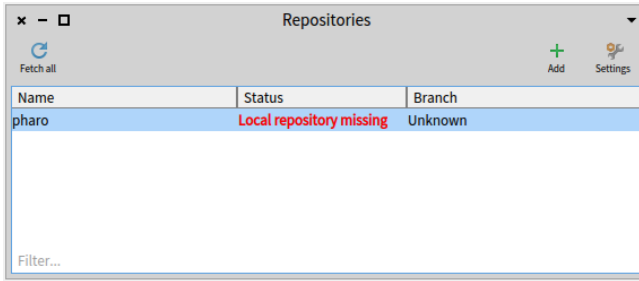 Repositories
Fetch all
Add
Settings
Name Status Branch
pharo Local repository missing Unknown
Filter...